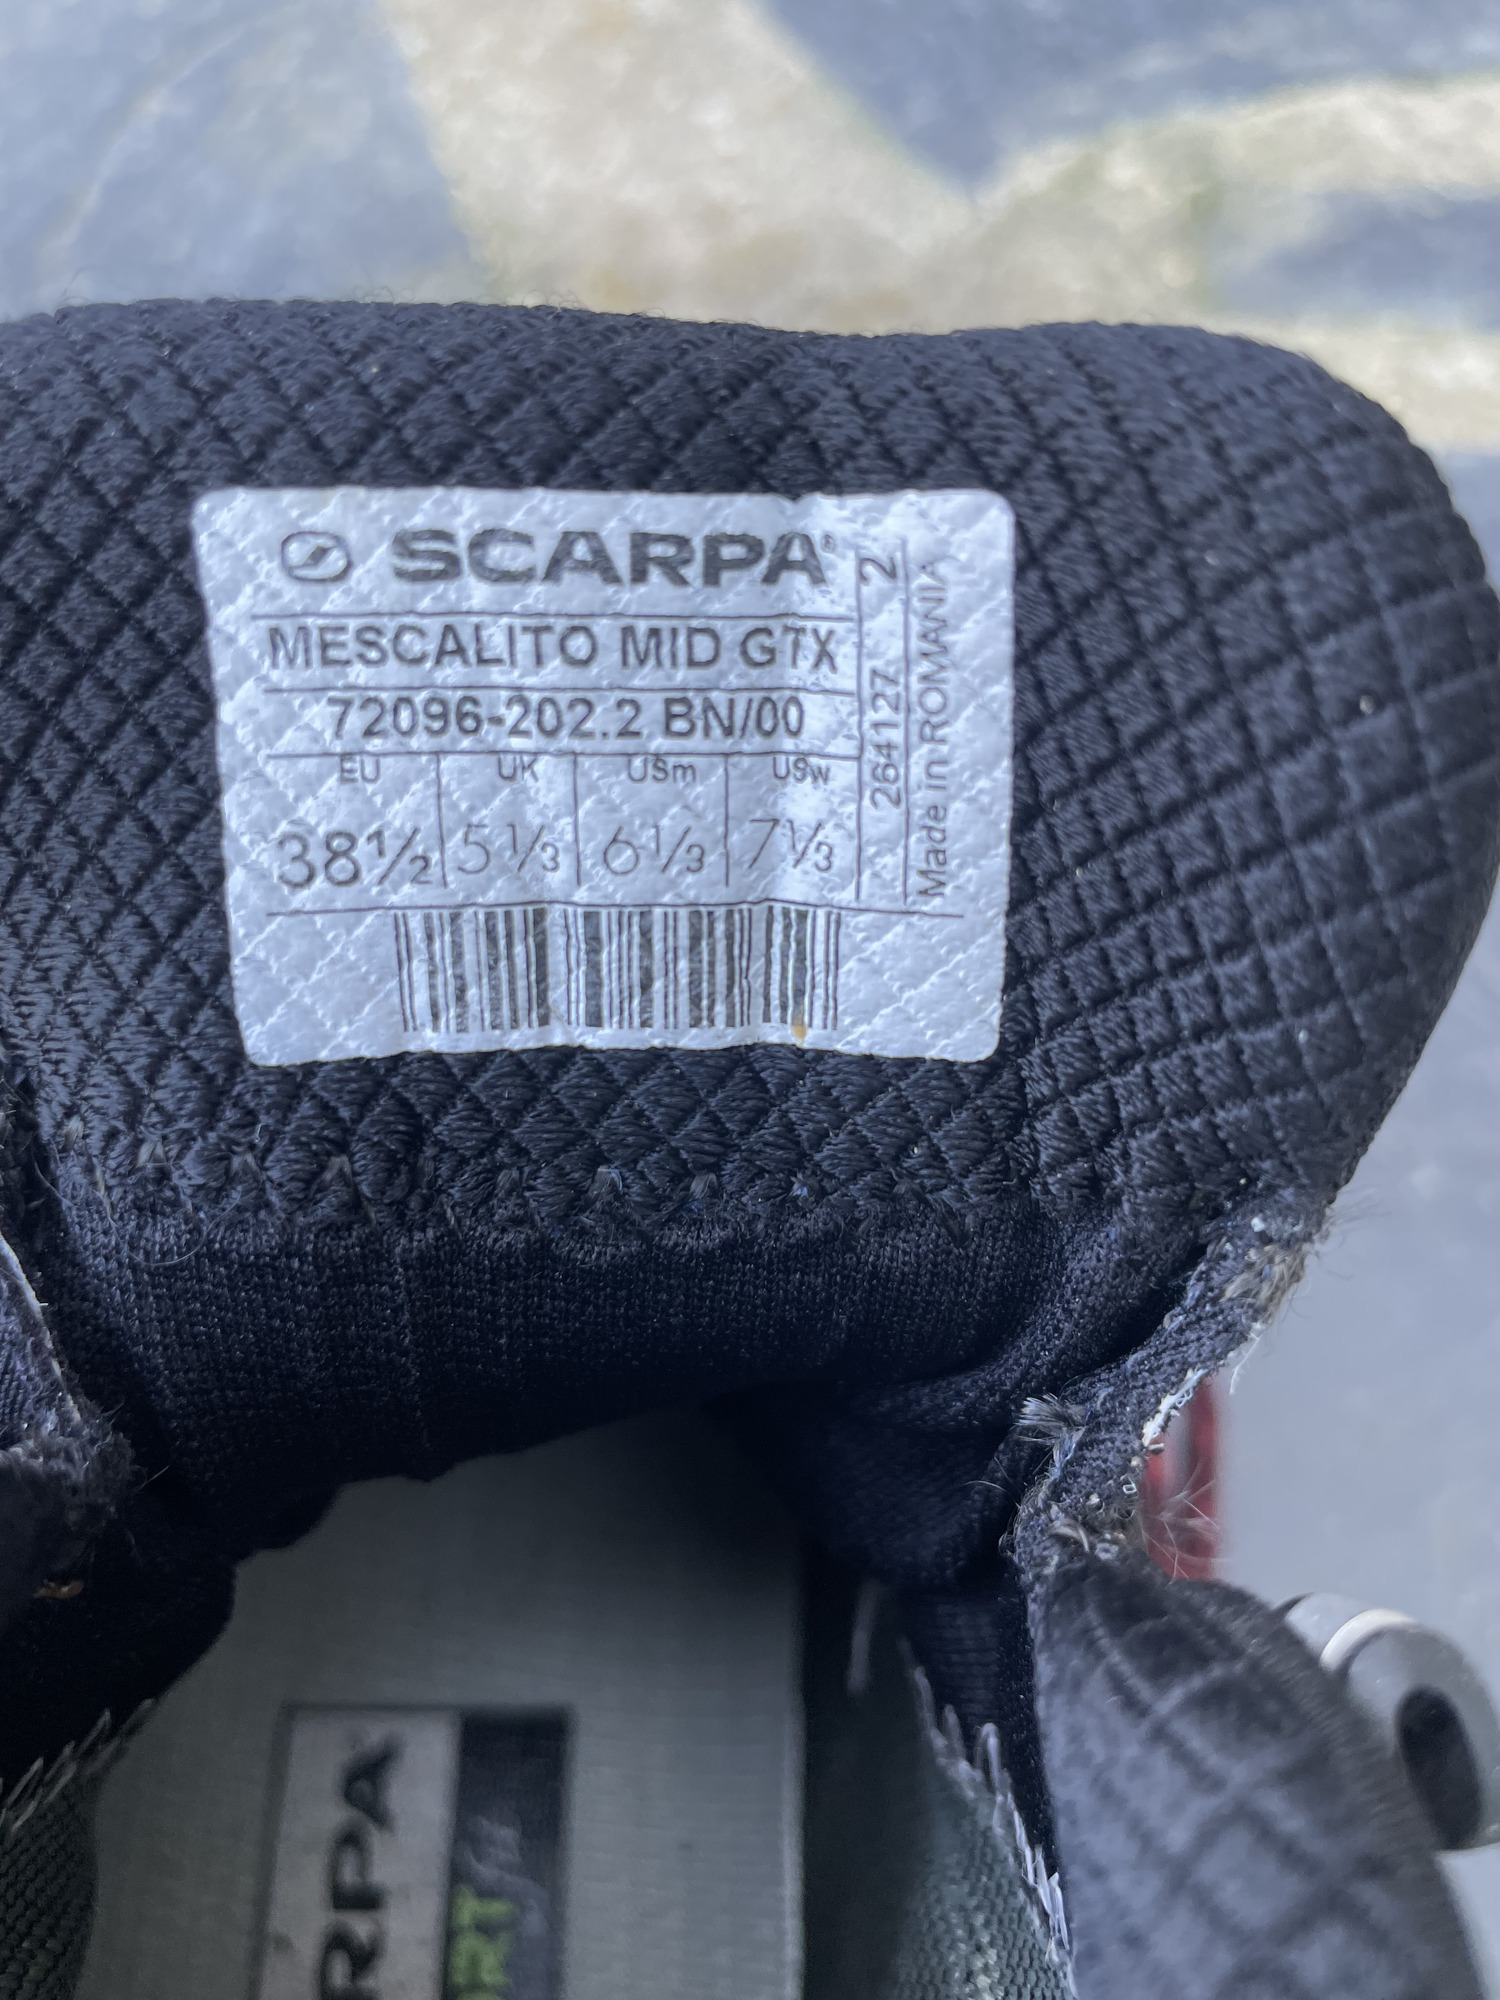 SCARPA®
MESCALITO MID GTX
72096-202.2 BN/00
EU UK USm USw
38½ 5⅓ 6⅓ 7⅓
264127 2
Made in ROMANIA
RPA